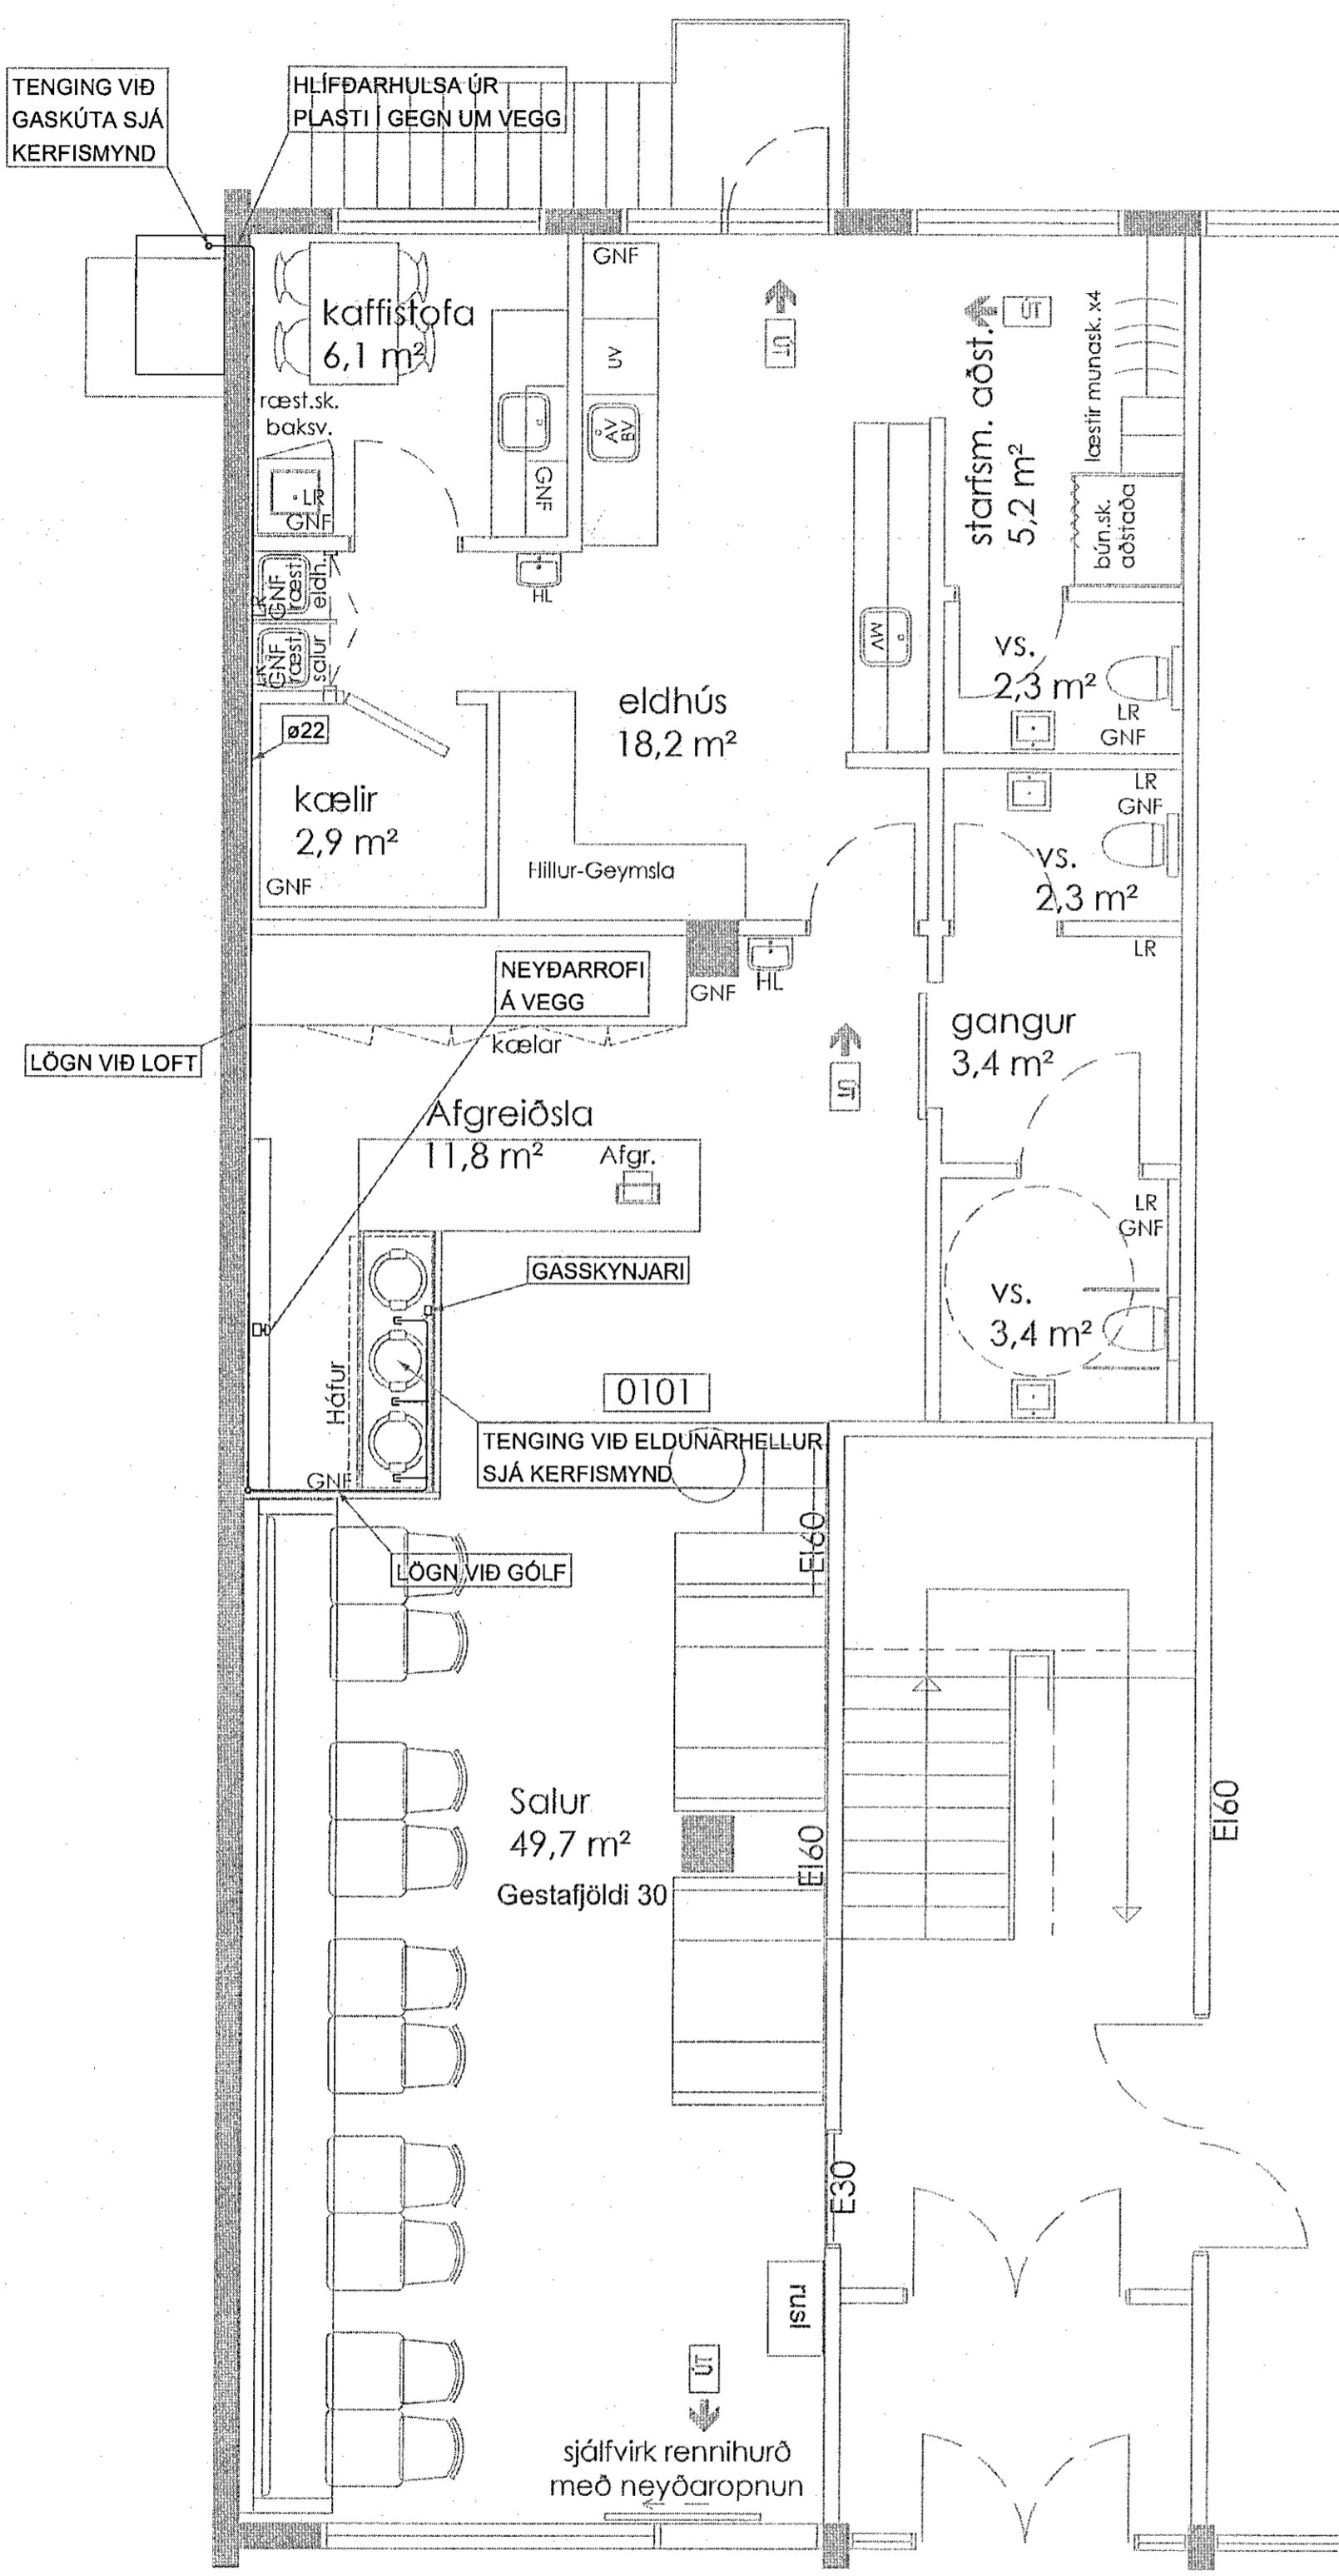 TENGING VIÐ
GASKÚTA SJÁ
KERFISMYND
HLÍFÐARHULSA ÚR
PLASTI Í GEGN UM VEGG
GNF
kaffistofa
6,1 m²
UV
ÚT
starfsm. aðst.
5,2 m²
ÚT
læstir munask. x4
ræst.sk.
baksv.
ÁV
BV
LR
GNF
GNF
bún.sk.
aðstaða
LR
GNF
ræst.
eldh.
HL
LR
GNF
ræst
salur
MV
vs.
2,3 m²
LR
GNF
eldhús
18,2 m²
ø22
kælir
2,9 m²
GNF
Hillur-Geymsla
LR
GNF
vs.
2,3 m²
LR
NEYÐARROFI
Á VEGG
GNF
HL
kælar
LÖGN VIÐ LOFT
ÚT
gangur
3,4 m²
Afgreiðsla
11,8 m²
Afgr.
LR
GNF
GASSKYNJARI
vs.
3,4 m²
Háfur
0101
TENGING VIÐ ELDUNARHELLUR
SJÁ KERFISMYND
GNF
LÖGN VIÐ GÓLF
EI60
Salur
49,7 m²
Gestafjöldi 30
EI60
EI60
E30
rusl
ÚT
sjálfvirk rennihurð
með neyðaropnun